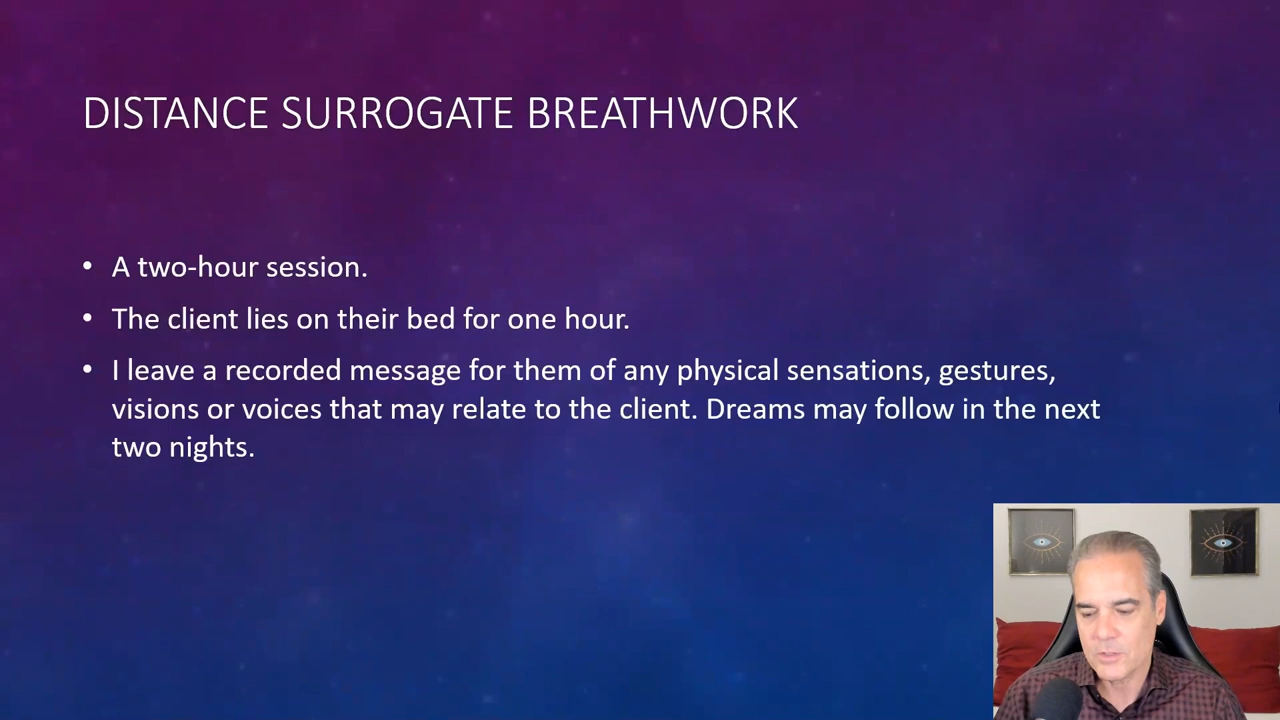 DISTANCE SURROGATE BREATHWORK
• A two-hour session.
• The client lies on their bed for one hour.
• I leave a recorded message for them of any physical sensations, gestures,
visions or voices that may relate to the client. Dreams may follow in the next
two nights.